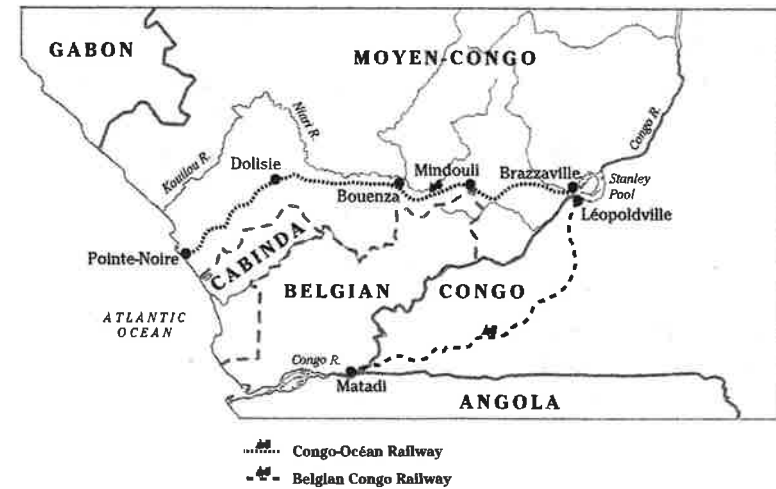 GABON
MOYEN-CONGO
Congo R.
Niari R.
Kouilou R.
Dolisie
Bouenza
Mindouli
Brazzaville
Stanley
Pool
Léopoldville
Pointe-Noire
CABINDA
BELGIAN CONGO
ATLANTIC
OCEAN
Congo R.
Matadi
ANGOLA
Congo-Océan Railway
Belgian Congo Railway